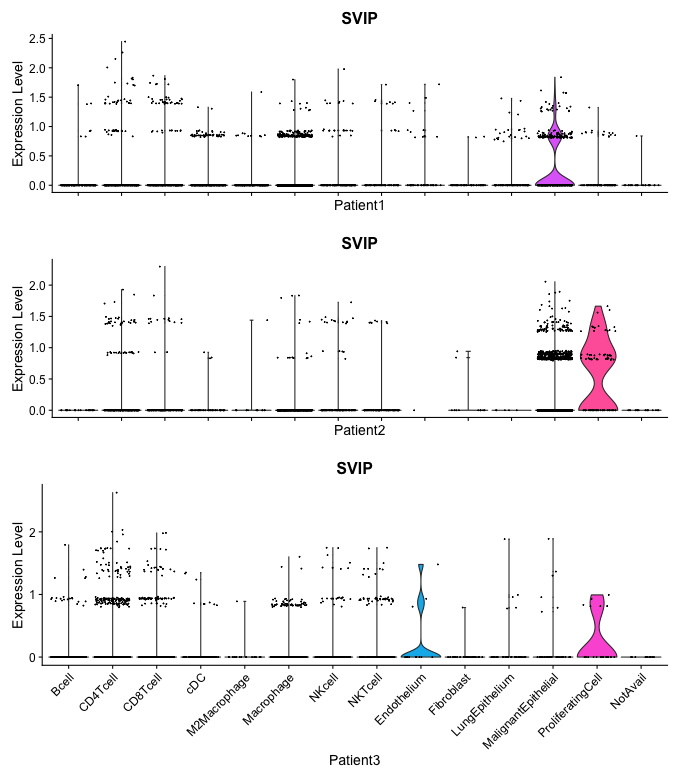 SVIP
Expression Level
2.5
2.0
1.5
1.0
0.5
0.0
Patient1
SVIP
Expression Level
2.0
1.5
1.0
0.5
0.0
Patient2
SVIP
Expression Level
2
1
0
Bcell
CD4Tcell
CD8Tcell
cDC
M2Macrophage
Macrophage
NKcell
NKTcell
Endothelium
Fibroblast
LungEpithelium
MalignantEpithelial
ProliferatingCell
NotAvail
Patient3